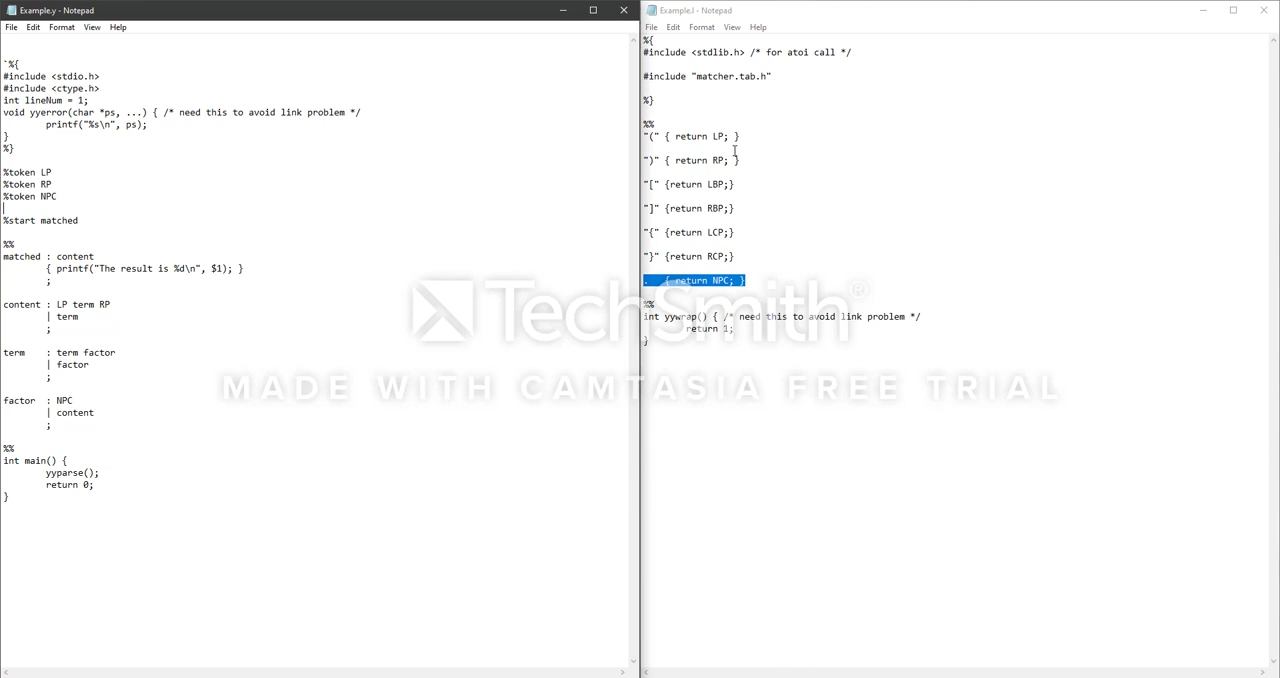 Example.y - Notepad
File Edit Format View Help
`%{
#include <stdio.h>
#include <ctype.h>
int lineNum = 1;
void yyerror(char *ps, ...) { /* need this to avoid link problem */
printf("%s\n", ps);
}
%}
%token LP
%token RP
%token NPC
%start matched
%%
matched : content
{ printf("The result is %d\n", $1); }
;
content : LP term RP
| term
;
term : term factor
| factor
;
factor : NPC
| content
;
%%
int main() {
yyparse();
return 0;
}
Example.l - Notepad
File Edit Format View Help
%{
#include <stdlib.h> /* for atoi call */
#include "matcher.tab.h"
%}
%%
"(" { return LP; }
")" { return RP; }
"[" {return LBP;}
"]" {return RBP;}
"{" {return LCP;}
"}" {return RCP;}
. { return NPC; }
%%
int yywrap() { /* need this to avoid link problem */
return 1;
}
TechSmith®
MADE WITH CAMTASIA FREE TRIAL